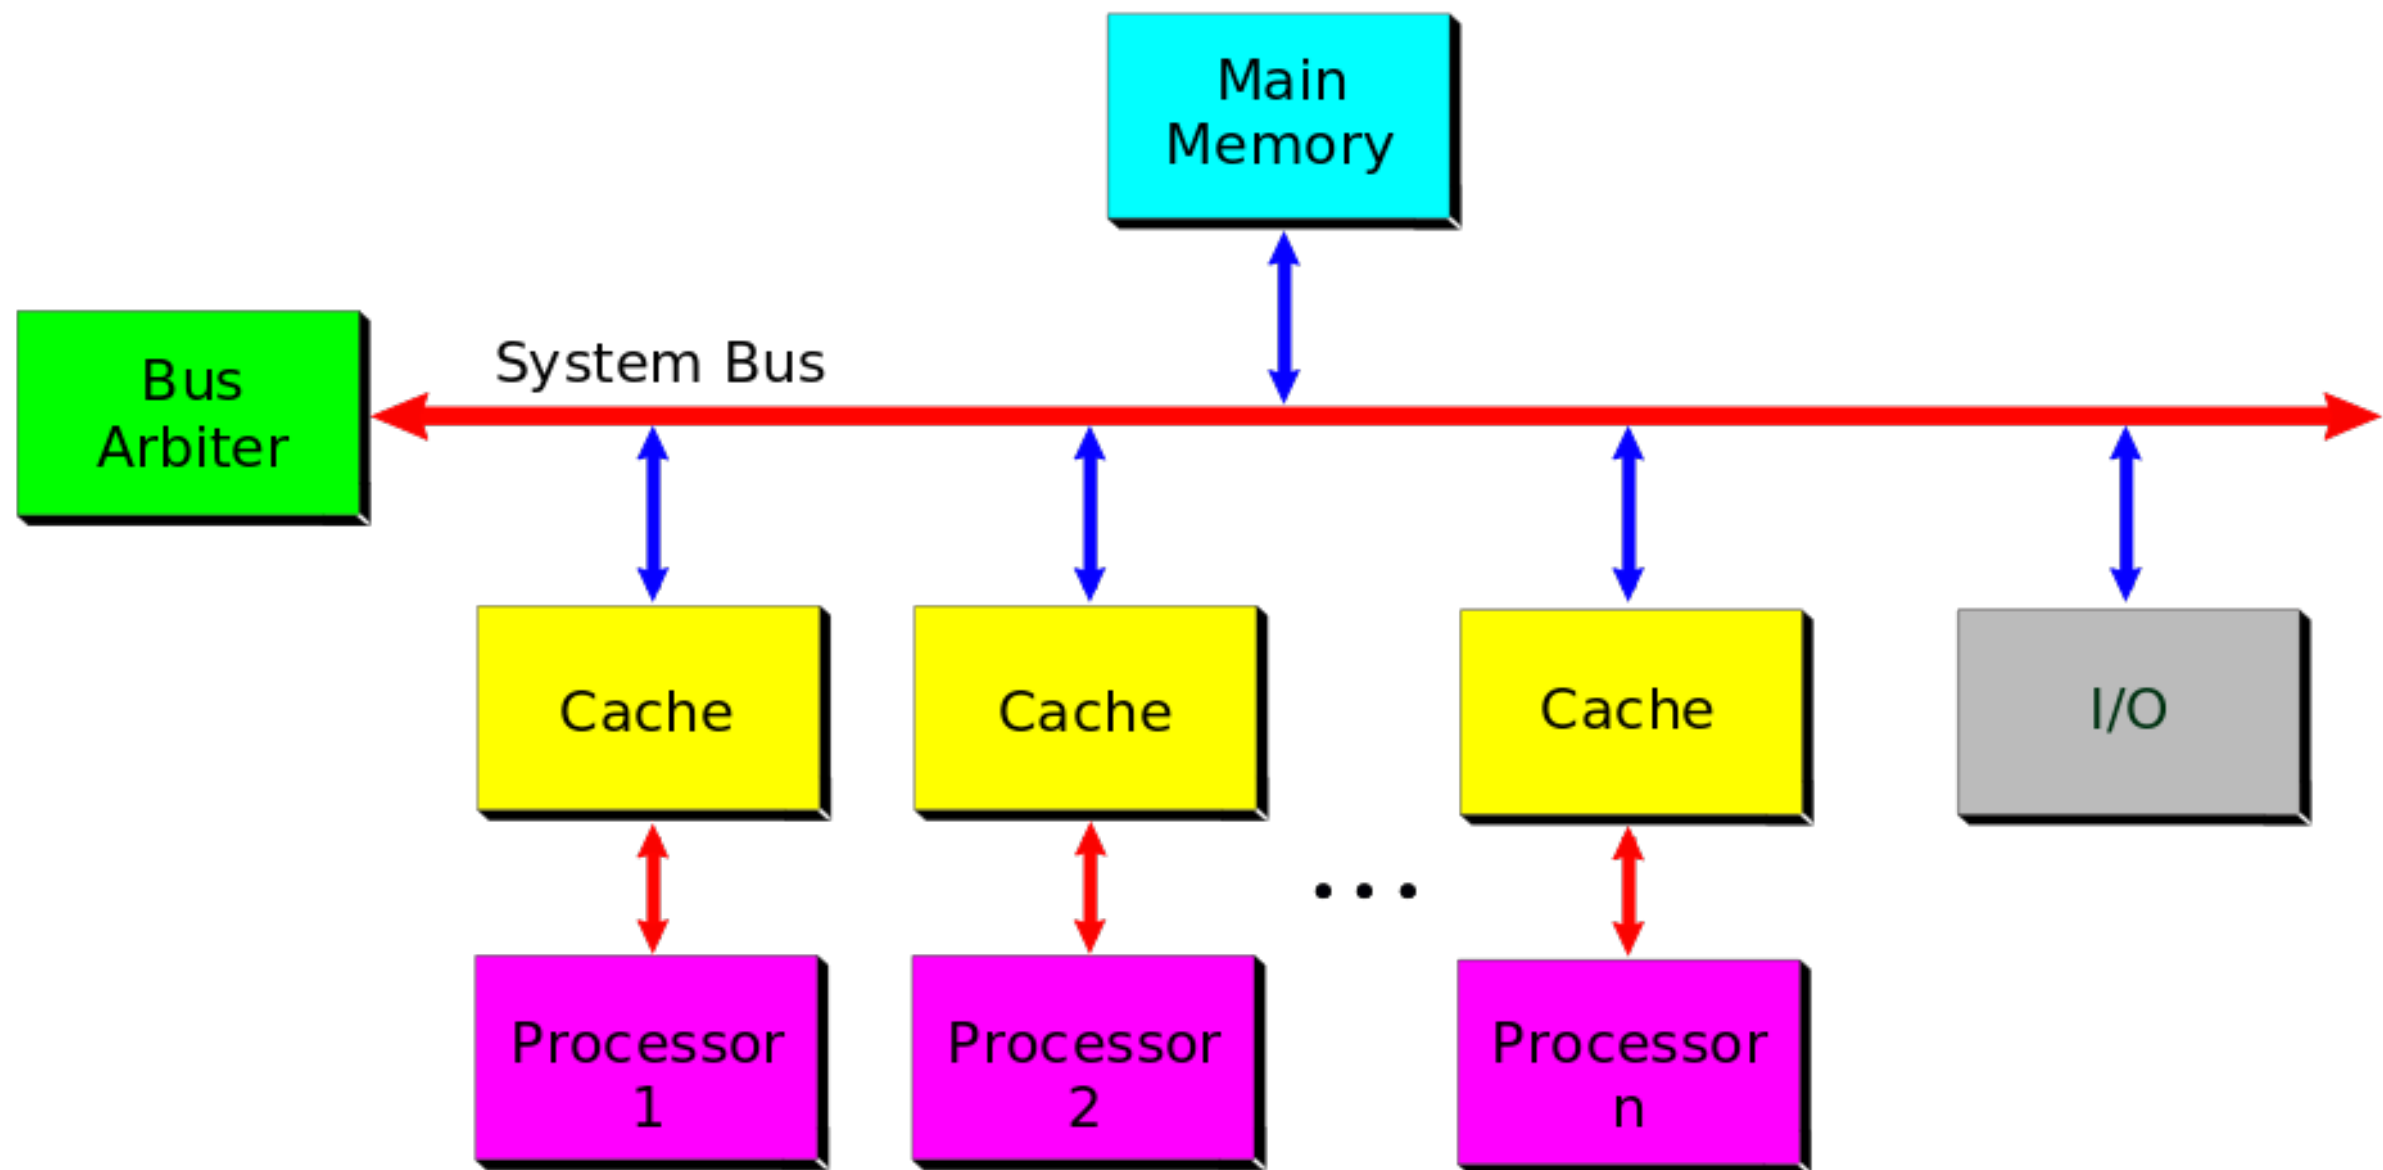 Main
Memory
Bus
Arbiter
System Bus
Cache
Cache
Cache
I/O
...
Processor
1
Processor
2
Processor
n